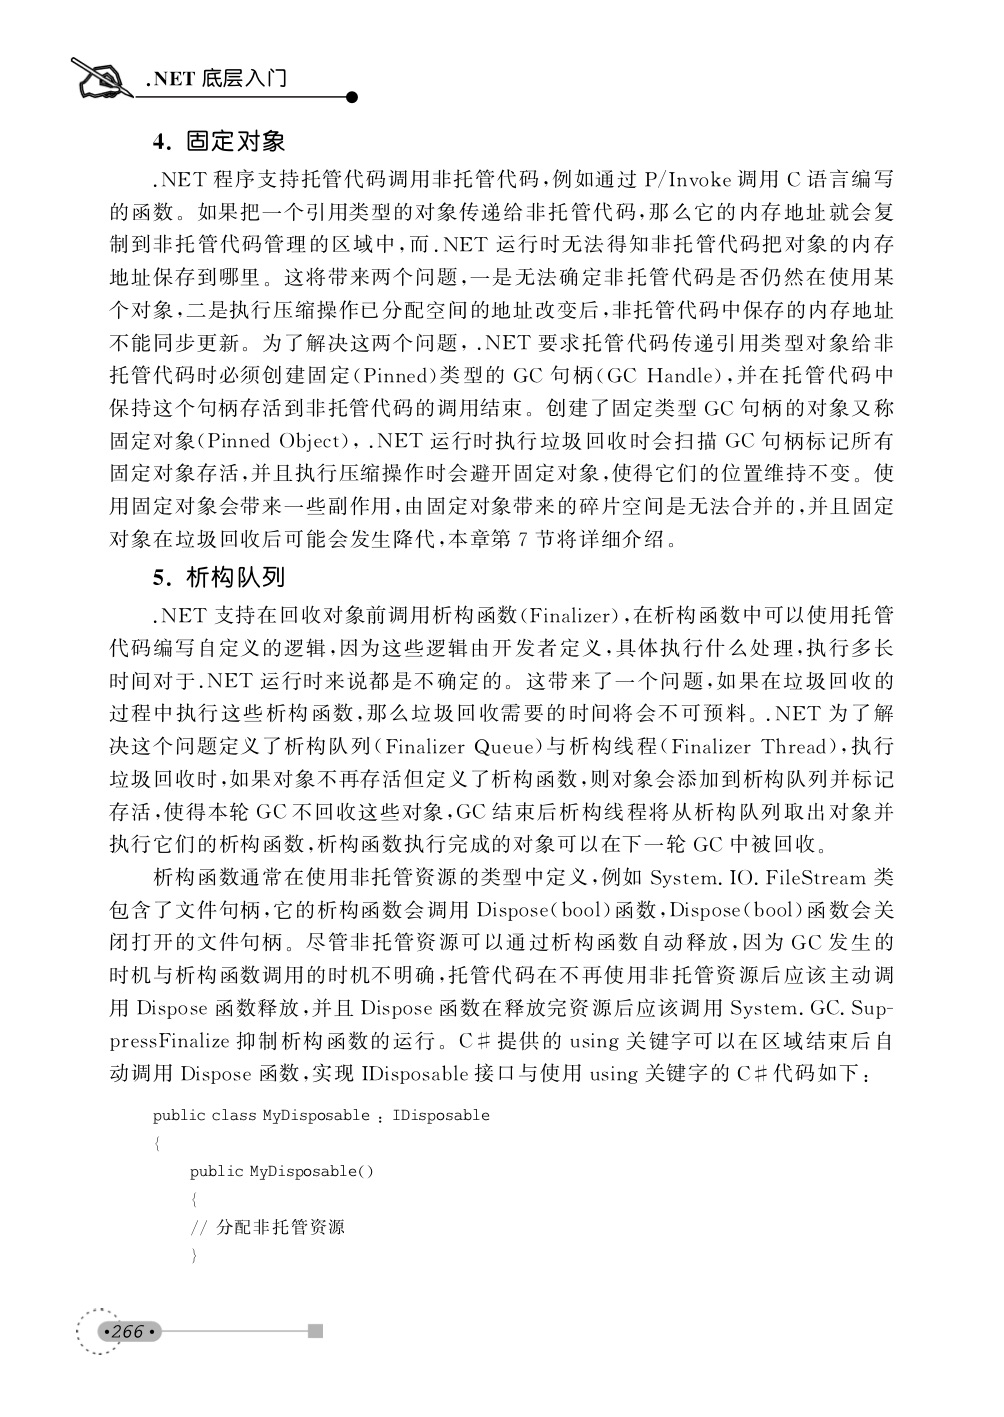 .NET 底层入门
4. 固定对象
.NET 程序支持托管代码调用非托管代码,例如通过 P/Invoke 调用 C 语言编写
的函数。如果把一个引用类型的对象传递给非托管代码,那么它的内存地址就会复
制到非托管代码管理的区域中,而.NET 运行时无法得知非托管代码把对象的内存
地址保存到哪里。这将带来两个问题,一是无法确定非托管代码是否仍然在使用某
个对象,二是执行压缩操作已分配空间的地址改变后,非托管代码中保存的内存地址
不能同步更新。为了解决这两个问题, .NET 要求托管代码传递引用类型对象给非
托管代码时必须创建固定(Pinned)类型的 GC 句柄(GC Handle),并在托管代码中
保持这个句柄存活到非托管代码的调用结束。创建了固定类型 GC 句柄的对象又称
固定对象(Pinned Object), .NET 运行时执行垃圾回收时会扫描 GC 句柄标记所有
固定对象存活,并且执行压缩操作时会避开固定对象,使得它们的位置维持不变。使
用固定对象会带来一些副作用,由固定对象带来的碎片空间是无法合并的,并且固定
对象在垃圾回收后可能会发生降代,本章第 7 节将详细介绍。
5. 析构队列
.NET 支持在回收对象前调用析构函数(Finalizer),在析构函数中可以使用托管
代码编写自定义的逻辑,因为这些逻辑由开发者定义,具体执行什么处理,执行多长
时间对于.NET 运行时来说都是不确定的。这带来了一个问题,如果在垃圾回收的
过程中执行这些析构函数,那么垃圾回收需要的时间将会不可预料。.NET 为了解
决这个问题定义了析构队列(Finalizer Queue)与析构线程(Finalizer Thread),执行
垃圾回收时,如果对象不再存活但定义了析构函数,则对象会添加到析构队列并标记
存活,使得本轮 GC 不回收这些对象,GC 结束后析构线程将从析构队列取出对象并
执行它们的析构函数,析构函数执行完成的对象可以在下一轮 GC 中被回收。
析构函数通常在使用非托管资源的类型中定义,例如 System. IO. FileStream 类
包含了文件句柄,它的析构函数会调用 Dispose(bool)函数,Dispose(bool)函数会关
闭打开的文件句柄。尽管非托管资源可以通过析构函数自动释放,因为 GC 发生的
时机与析构函数调用的时机不明确,托管代码在不再使用非托管资源后应该主动调
用 Dispose 函数释放,并且 Dispose 函数在释放完资源后应该调用 System. GC. Sup-
pressFinalize 抑制析构函数的运行。C♯提供的 using 关键字可以在区域结束后自
动调用 Dispose 函数,实现 IDisposable 接口与使用 using 关键字的 C♯代码如下:
public class MyDisposable : IDisposable
{
public MyDisposable()
{
// 分配非托管资源
}
·266·